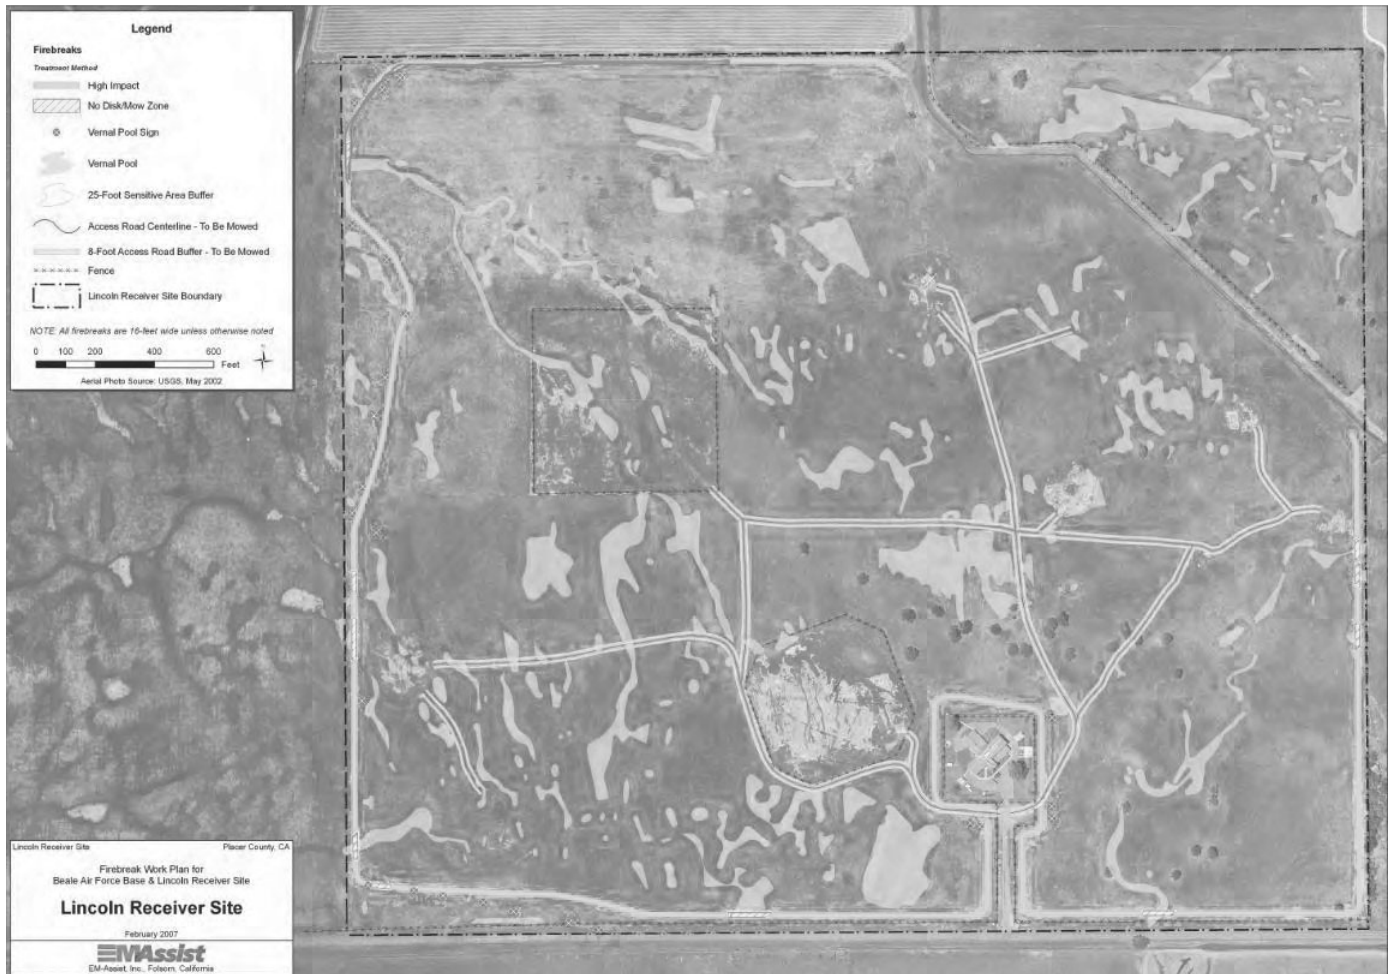 Legend
Firebreaks
Treatment Method
High Impact
No Disk/Mow Zone
Vernal Pool Sign
Vernal Pool
25-Foot Sensitive Area Buffer
Access Road Centerline - To Be Mowed
8-Foot Access Road Buffer - To Be Mowed
Fence
Lincoln Receiver Site Boundary
NOTE: All firebreaks are 16-feet wide unless otherwise noted
0 100 200 400 600
Feet
Aerial Photo Source: USGS, May 2002
Lincoln Receiver Site Placer County, CA
Firebreak Work Plan for
Beale Air Force Base & Lincoln Receiver Site
Lincoln Receiver Site
February 2007
EMAssist
EM-Assist, Inc., Folsom, California